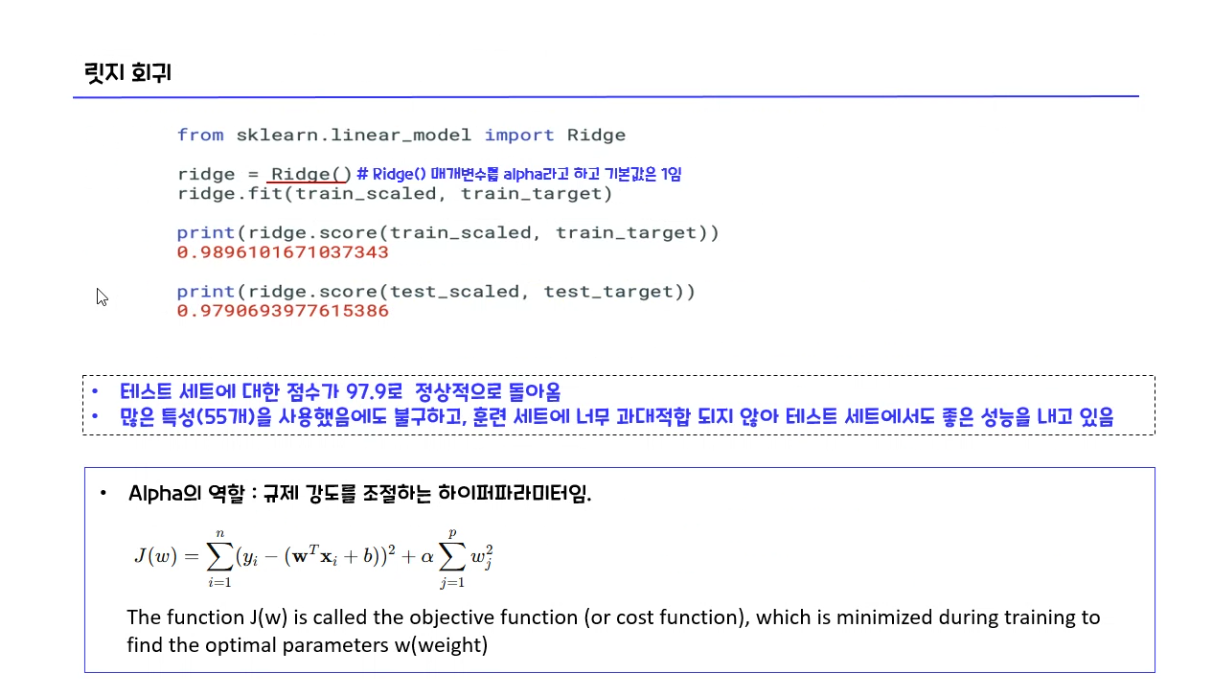 릿지 회귀
from sklearn.linear_model import Ridge
ridge = Ridge() # Ridge() 매개변수를 alpha라고 하고 기본값은 1임
ridge.fit(train_scaled, train_target)
print(ridge.score(train_scaled, train_target))
0.9896101671037343
print(ridge.score(test_scaled, test_target))
0.9790693977615386
• 테스트 세트에 대한 점수가 97.9로 정상적으로 돌아옴
• 많은 특성(55개)을 사용했음에도 불구하고, 훈련 세트에 너무 과대적합 되지 않아 테스트 세트에서도 좋은 성능을 내고 있음
• Alpha의 역할 : 규제 강도를 조절하는 하이퍼파라미터임.
J(w) = ∑_{i=1}^{n} (y_i − (w^T x_i + b))^2 + α ∑_{j=1}^{p} w_j^2
The function J(w) is called the objective function (or cost function), which is minimized during training to
find the optimal parameters w(weight)